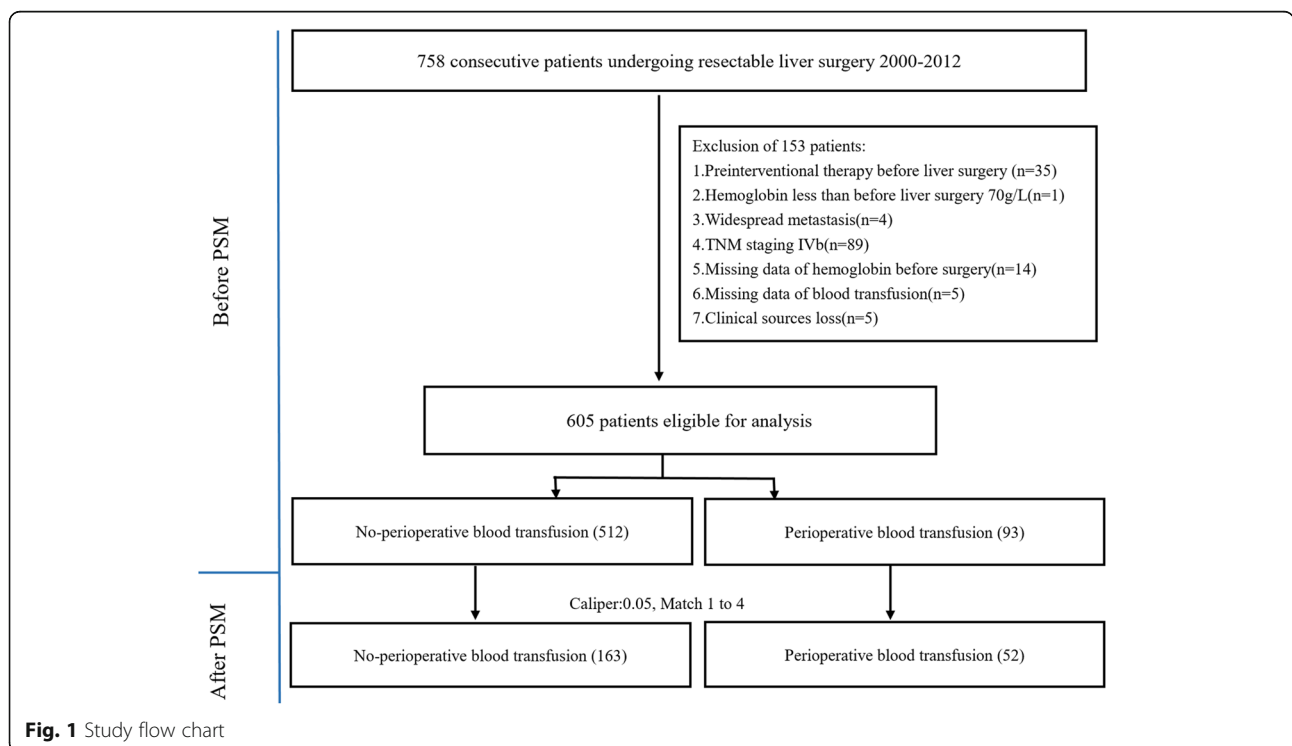 758 consecutive patients undergoing resectable liver surgery 2000-2012
Exclusion of 153 patients:
1.Preinterventional therapy before liver surgery (n=35)
2.Hemoglobin less than before liver surgery 70g/L(n=1)
3.Widespread metastasis(n=4)
4.TNM staging IVb(n=89)
5.Missing data of hemoglobin before surgery(n=14)
6.Missing data of blood transfusion(n=5)
7.Clinical sources loss(n=5)
Before PSM
605 patients eligible for analysis
No-perioperative blood transfusion (512)
Perioperative blood transfusion (93)
After PSM
Caliper:0.05, Match 1 to 4
No-perioperative blood transfusion (163)
Perioperative blood transfusion (52)
Fig. 1 Study flow chart